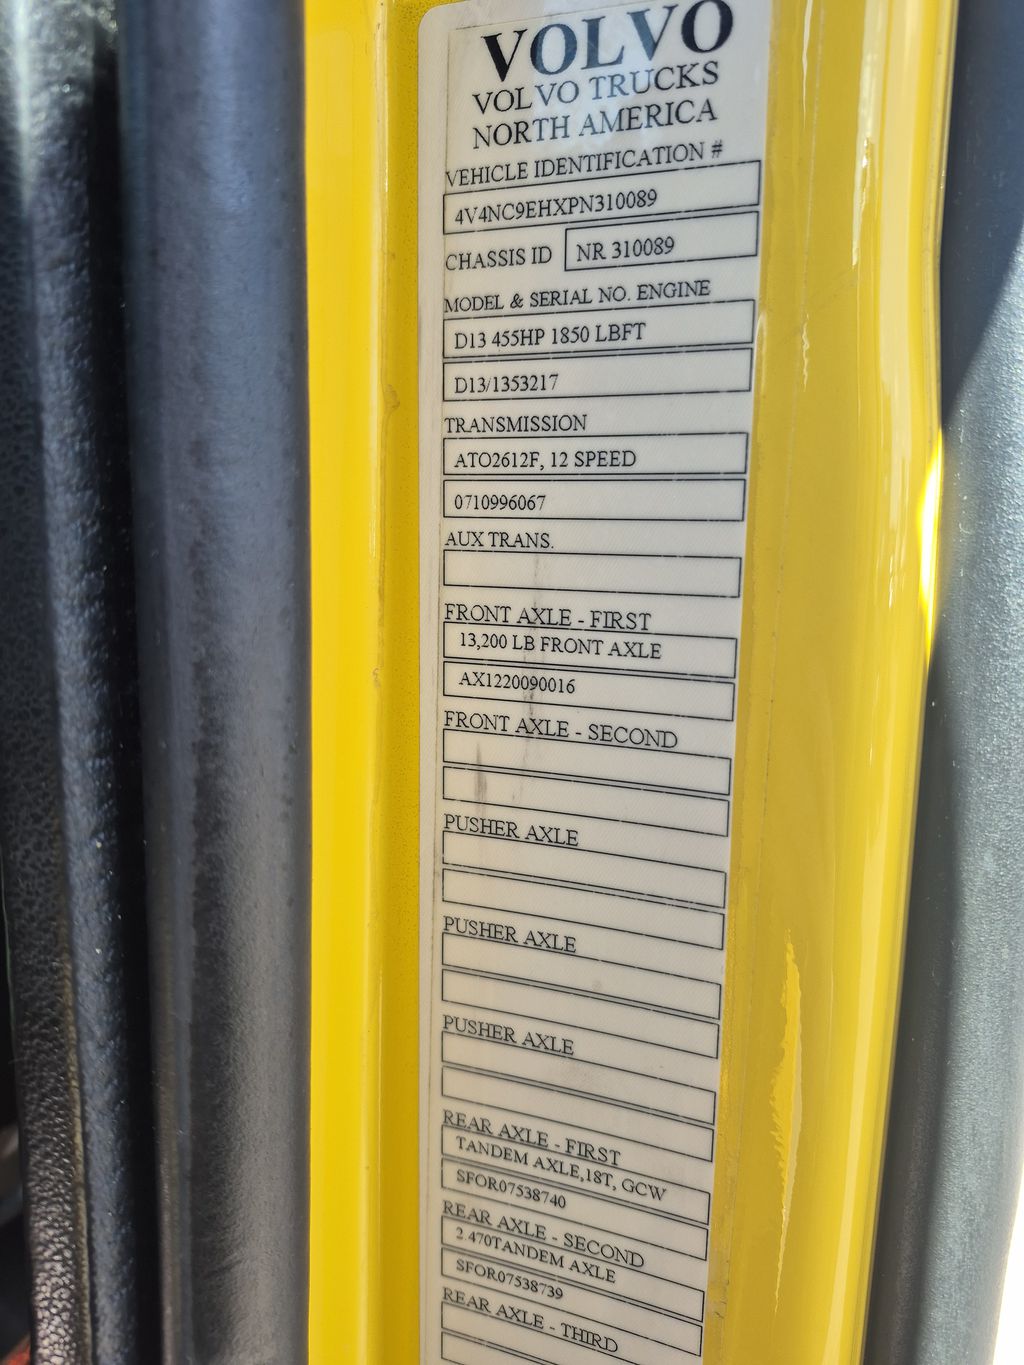 VOLVO
VOLVO TRUCKS
NORTH AMERICA
VEHICLE IDENTIFICATION #
4V4NC9EHXPN310089
CHASSIS ID NR 310089
MODEL & SERIAL NO. ENGINE
D13 455HP 1850 LBFT
D13/1353217
TRANSMISSION
ATO2612F, 12 SPEED
0710996067
AUX TRANS.
FRONT AXLE - FIRST
13,200 LB FRONT AXLE
AX1220090016
FRONT AXLE - SECOND
PUSHER AXLE
PUSHER AXLE
PUSHER AXLE
REAR AXLE - FIRST
TANDEM AXLE,18T, GCW
SFOR07538740
REAR AXLE - SECOND
2.470TANDEM AXLE
SFOR07538739
REAR AXLE - THIRD